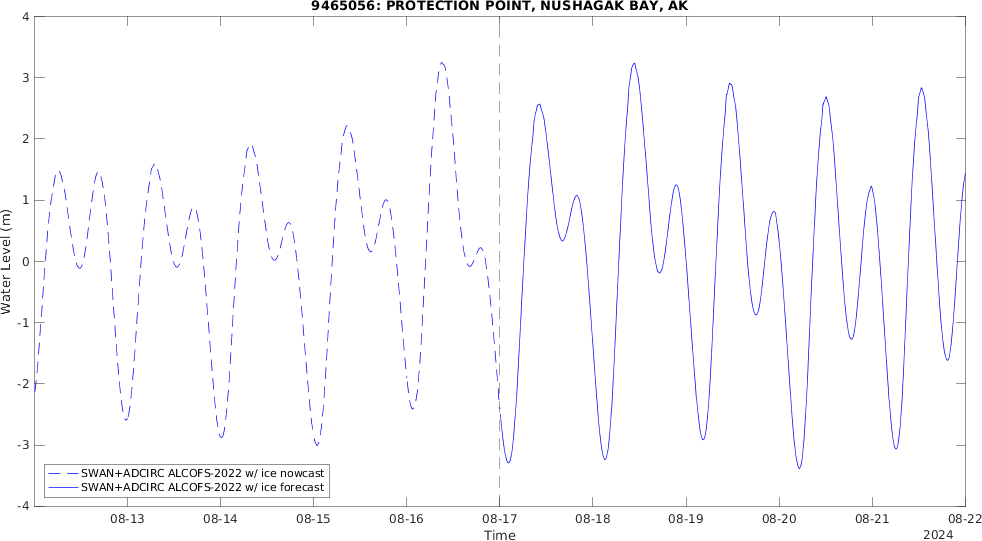 9465056: PROTECTION POINT, NUSHAGAK BAY, AK
4
3
2
1
0
-1
-2
-3
-4
Water Level (m)
SWAN+ADCIRC ALCOFS-2022 w/ ice nowcast
SWAN+ADCIRC ALCOFS-2022 w/ ice forecast
08-13 08-14 08-15 08-16 08-17 08-18 08-19 08-20 08-21 08-22
Time
2024